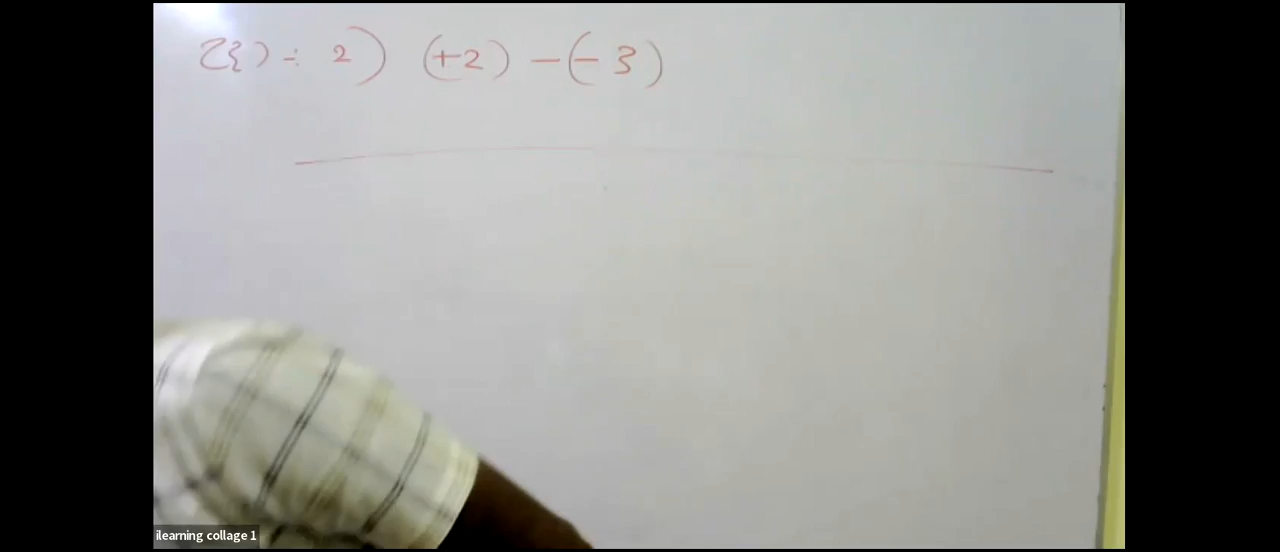 2) (+2) - (- 3)
ilearning collage 1